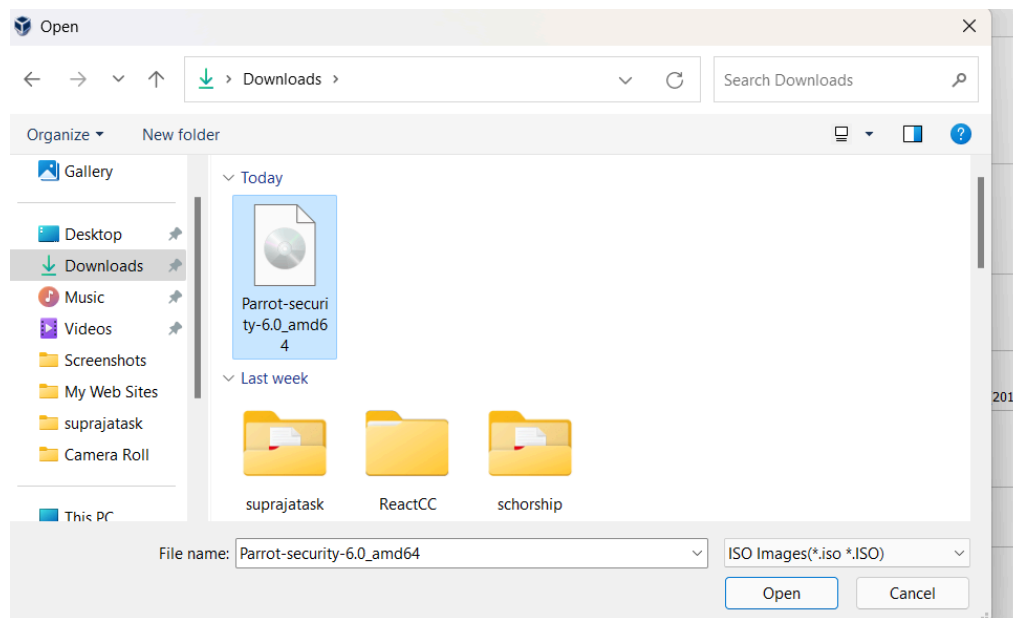 Open
Downloads
Search Downloads
Organize
New folder
Gallery
Desktop
Downloads
Music
Videos
Screenshots
My Web Sites
suprajatask
Camera Roll
This PC
Today
Parrot-securi
ty-6.0_amd6
4
Last week
suprajatask
ReactCC
schorship
201
File name: Parrot-security-6.0_amd64
ISO Images(*.iso *.ISO)
Open
Cancel